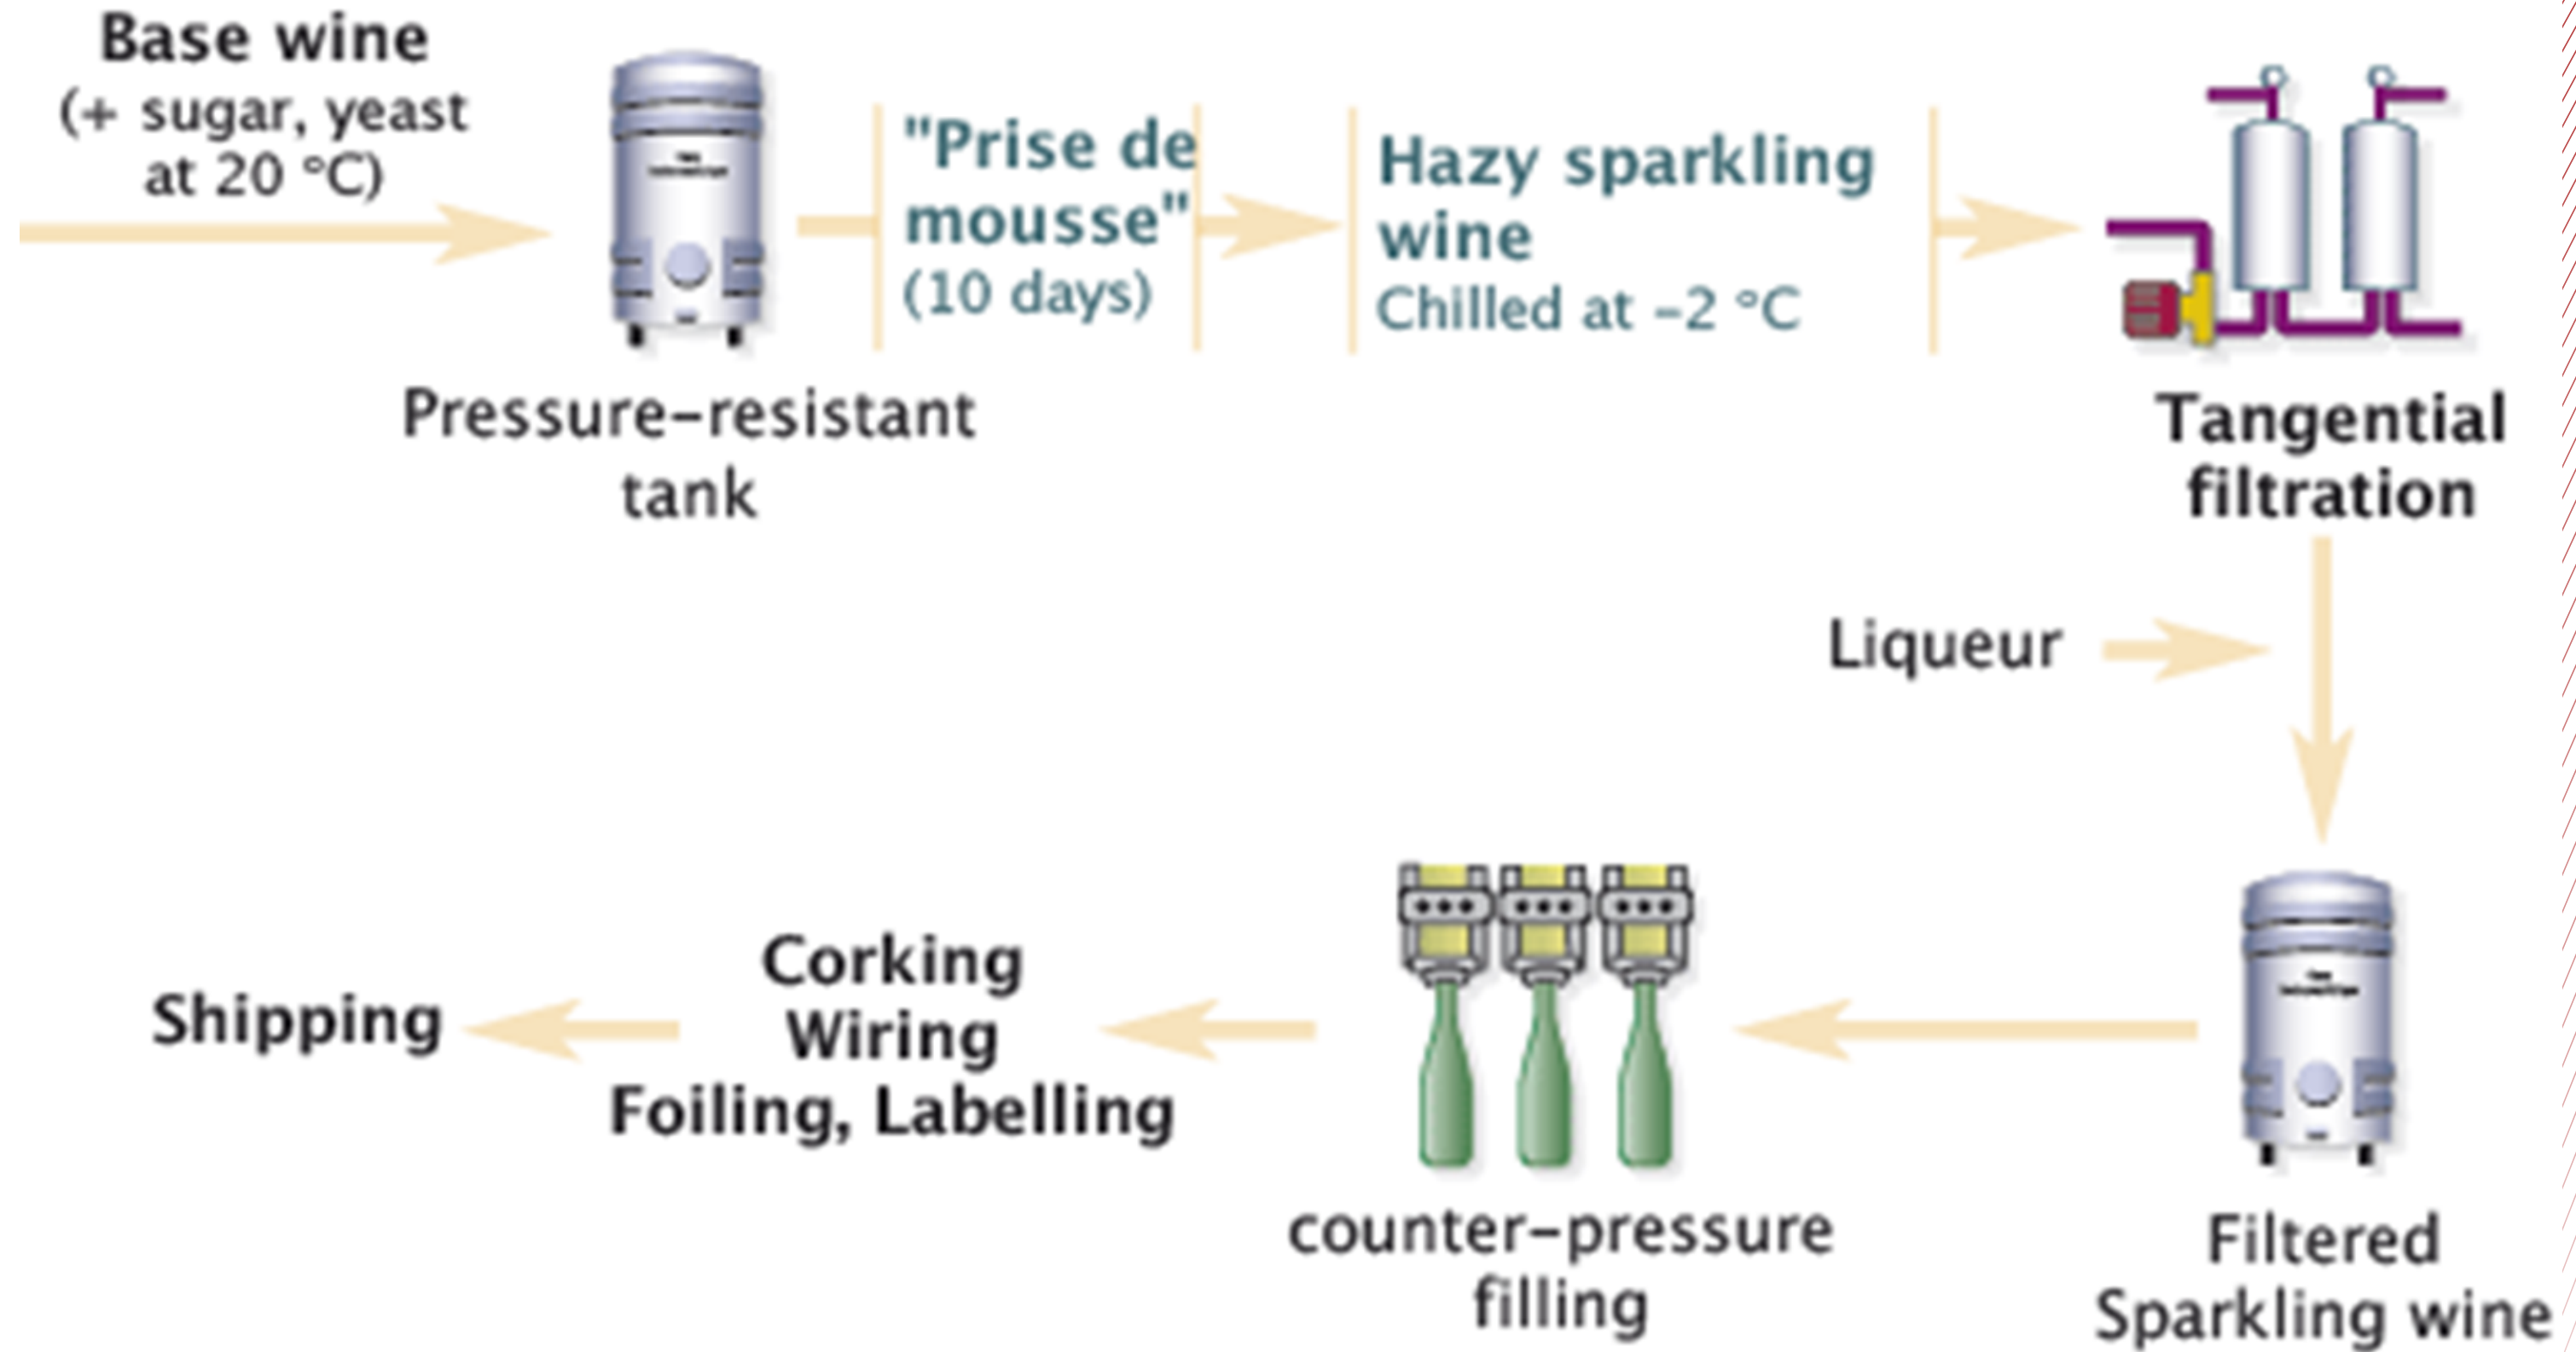 Base wine
(+ sugar, yeast
at 20 °C)
"Prise de
mousse"
(10 days)
Hazy sparkling
wine
Chilled at –2 °C
Pressure–resistant
tank
Tangential
filtration
Liqueur
Corking
Wiring
Foiling, Labelling
Shipping
counter–pressure
filling
Filtered
Sparkling wine